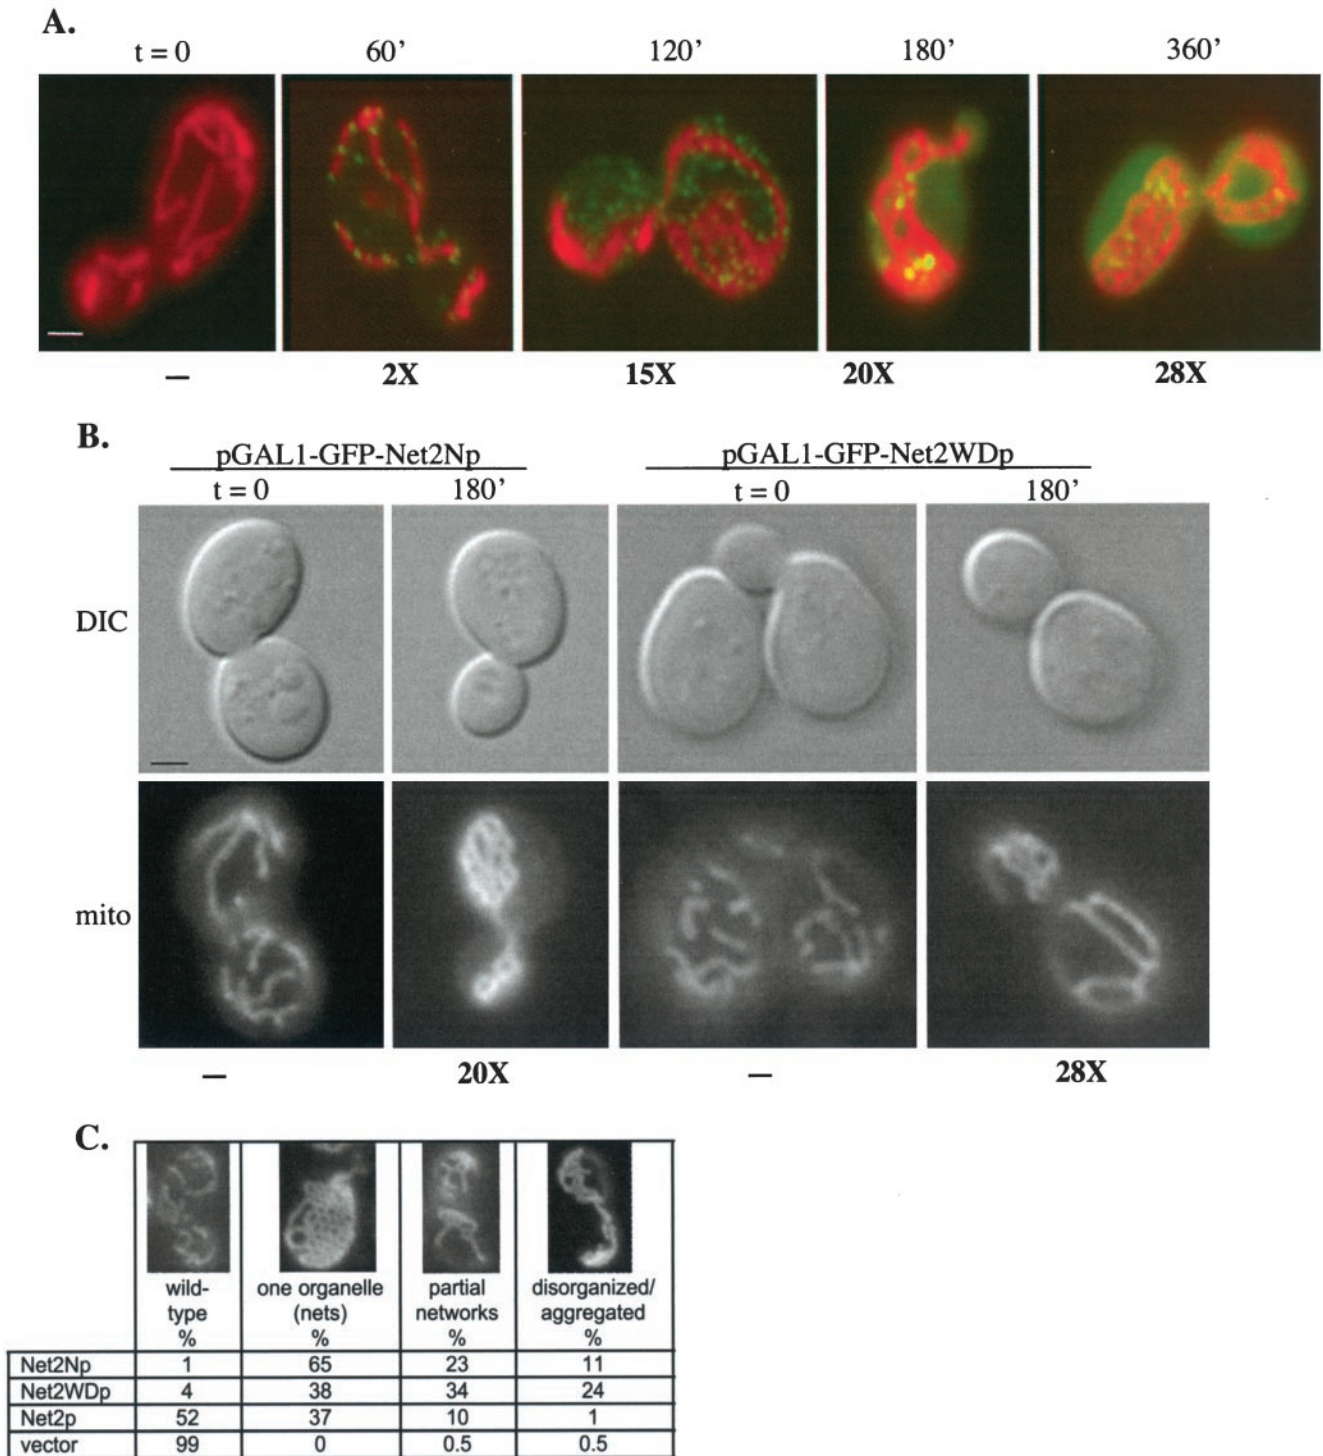 A.
t = 0 60’ 120’ 180’ 360’
– 2X 15X 20X 28X
B.
pGAL1-GFP-Net2Np pGAL1-GFP-Net2WDp
t = 0 180’ t = 0 180’
DIC
mito
– 20X – 28X
C.
wild- one organelle partial disorganized/
type (nets) networks aggregated
% % % %
Net2Np 1 65 23 11
Net2WDp 4 38 34 24
Net2p 52 37 10 1
vector 99 0 0.5 0.5